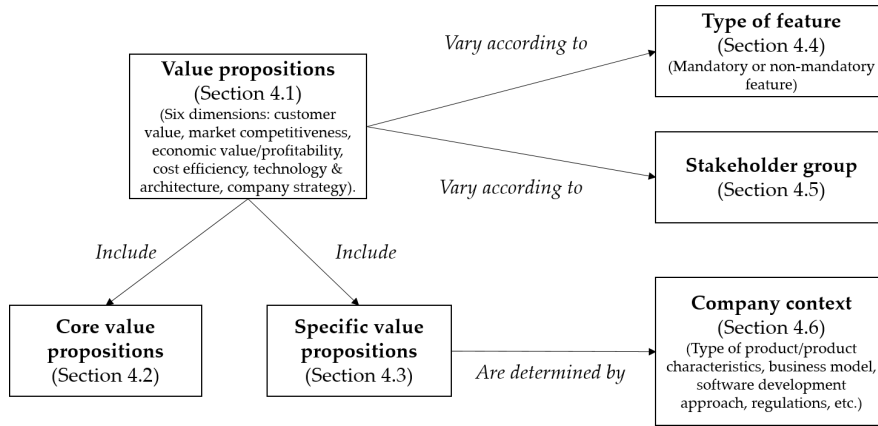 Value propositions
(Section 4.1)
(Six dimensions: customer
value, market competitiveness,
economic value/profitability,
cost efficiency, technology &
architecture, company strategy).
Vary according to
Type of feature
(Section 4.4)
(Mandatory or non-mandatory
feature)
Vary according to
Stakeholder group
(Section 4.5)
Include
Include
Core value
propositions
(Section 4.2)
Specific value
propositions
(Section 4.3)
Are determined by
Company context
(Section 4.6)
(Type of product/product
characteristics, business model,
software development
approach, regulations, etc.)